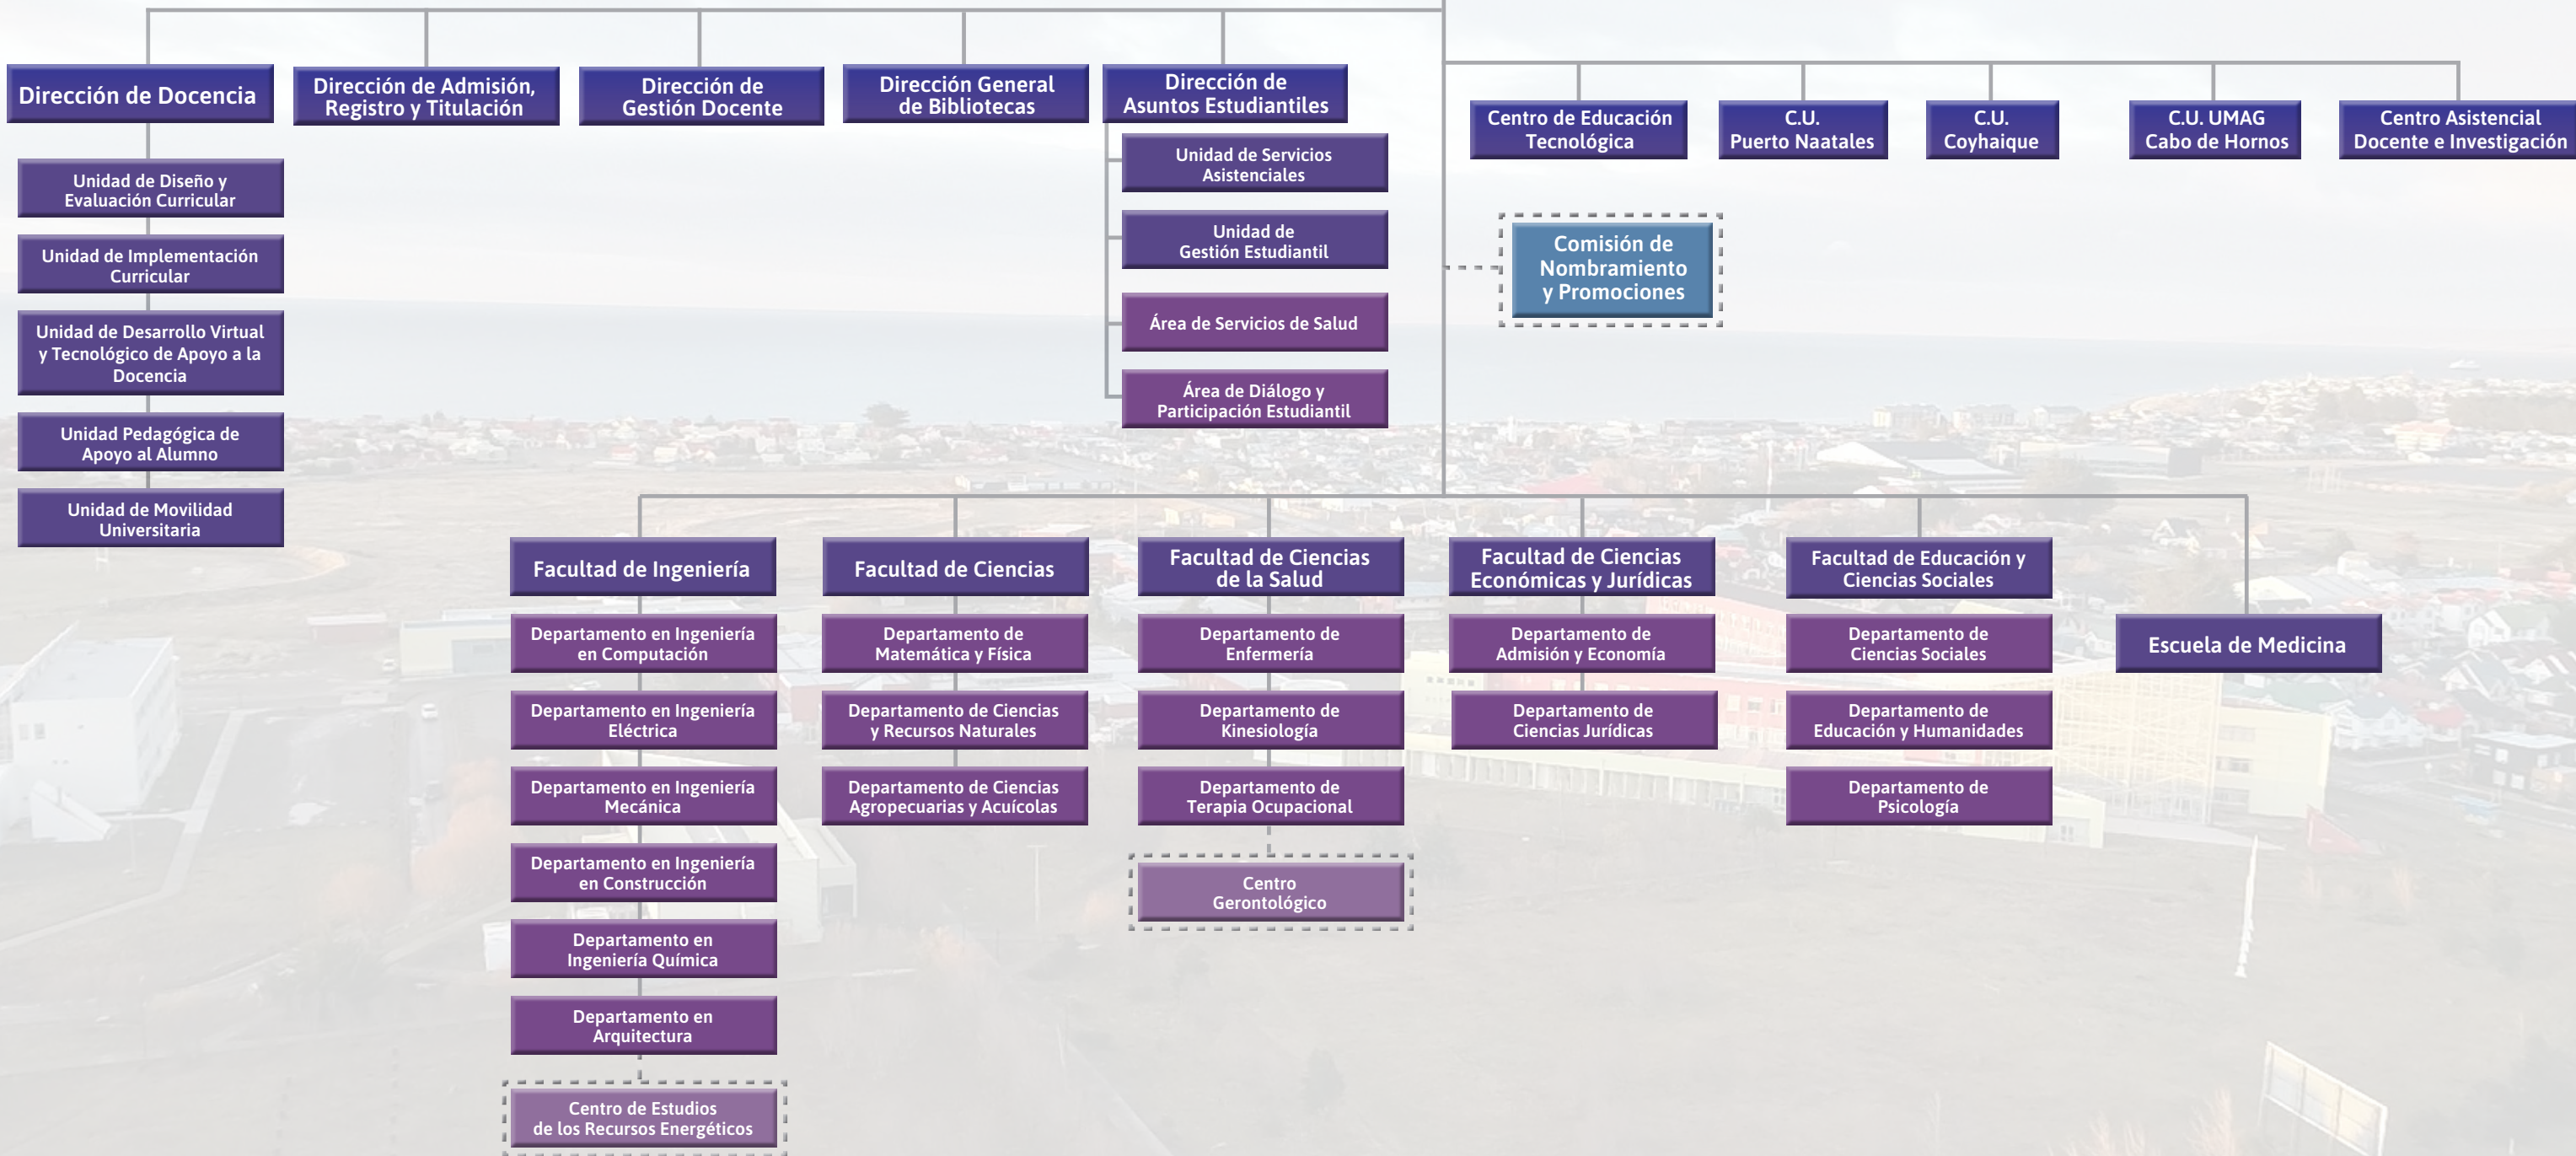 Dirección de Docencia
Dirección de Admisión,
Registro y Titulación
Dirección de
Gestión Docente
Dirección General
de Bibliotecas
Dirección de
Asuntos Estudiantiles
Centro de Educación
Tecnológica
C.U.
Puerto Naatales
C.U.
Coyhaique
C.U. UMAG
Cabo de Hornos
Centro Asistencial
Docente e Investigación
Unidad de Diseño y
Evaluación Curricular
Unidad de Implementación
Curricular
Unidad de Desarrollo Virtual
y Tecnológico de Apoyo a la
Docencia
Unidad Pedagógica de
Apoyo al Alumno
Unidad de Movilidad
Universitaria
Unidad de Servicios
Asistenciales
Unidad de
Gestión Estudiantil
Área de Servicios de Salud
Área de Diálogo y
Participación Estudiantil
Comisión de
Nombramiento
y Promociones
Facultad de Ingeniería
Departamento en Ingeniería
en Computación
Departamento en Ingeniería
Eléctrica
Departamento en Ingeniería
Mecánica
Departamento en Ingeniería
en Construcción
Departamento en
Ingeniería Química
Departamento en
Arquitectura
Centro de Estudios
de los Recursos Energéticos
Facultad de Ciencias
Departamento de
Matemática y Física
Departamento de Ciencias
y Recursos Naturales
Departamento de Ciencias
Agropecuarias y Acuícolas
Facultad de Ciencias
de la Salud
Departamento de
Enfermería
Departamento de
Kinesiología
Departamento de
Terapia Ocupacional
Centro
Gerontológico
Facultad de Ciencias
Económicas y Jurídicas
Departamento de
Admisión y Economía
Departamento de
Ciencias Jurídicas
Facultad de Educación y
Ciencias Sociales
Departamento de
Ciencias Sociales
Departamento de
Educación y Humanidades
Departamento de
Psicología
Escuela de Medicina